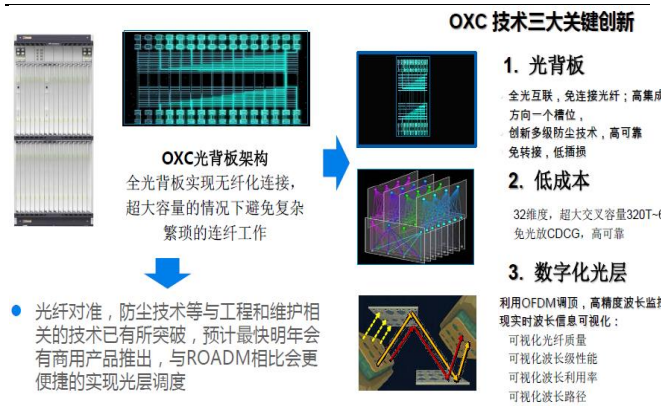 OXC光背板架构
全光背板实现无纤化连接，
超大容量的情况下避免复杂
繁琐的连纤工作
光纤对准，防尘技术等与工程和维护相
关的技术已有所突破，预计最快明年会
有商用产品推出，与ROADM相比会更
便捷的实现光层调度
OXC 技术三大关键创新
1. 光背板
全光互联，免连接光纤；高集成
方向一个槽位，
创新多级防尘技术，高可靠
免转接，低插损
2. 低成本
32维度，超大交叉容量320T~6
免光放CDCG，高可靠
3. 数字化光层
利用OFDM调顶，高精度波长监控
现实时波长信息可视化：
可视化光纤质量
可视化波长级性能
可视化波长利用率
可视化波长路径